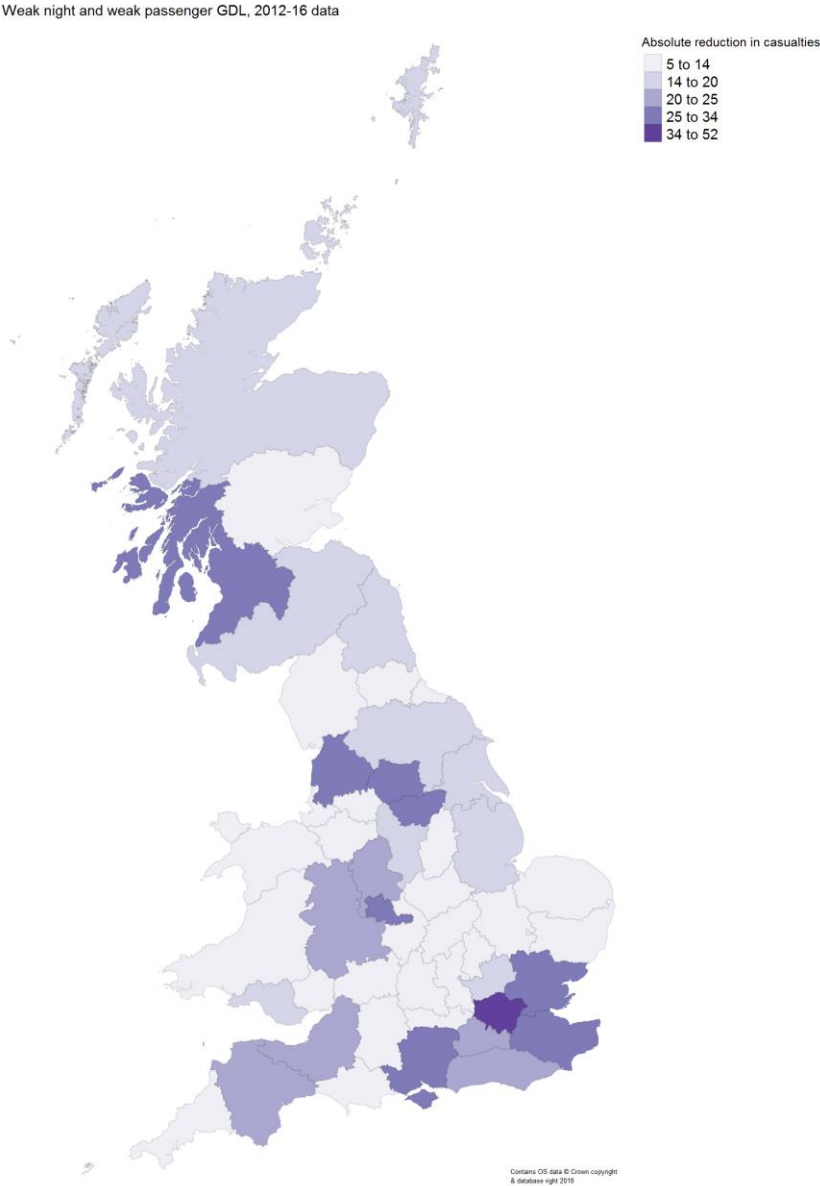 Weak night and weak passenger GDL, 2012-16 data
Absolute reduction in casualties
5 to 14
14 to 20
20 to 25
25 to 34
34 to 52
Contains OS data © Crown copyright
& database right 2018